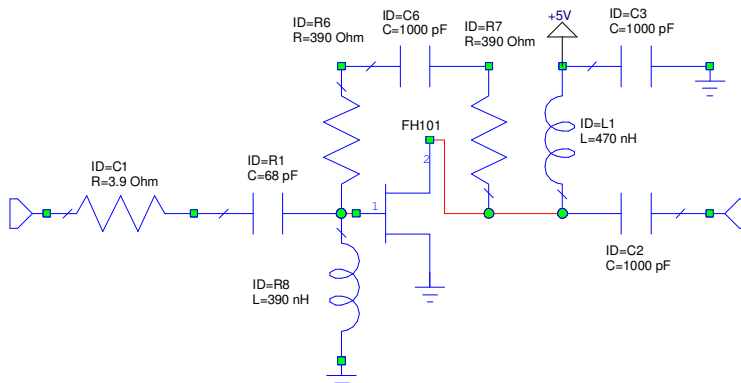 ID=R6
R=390 Ohm
ID=C6
C=1000 pF
ID=R7
R=390 Ohm
+5V
ID=C3
C=1000 pF
FH101
2
ID=L1
L=470 nH
ID=C1
R=3.9 Ohm
ID=R1
C=68 pF
1
ID=C2
C=1000 pF
ID=R8
L=390 nH